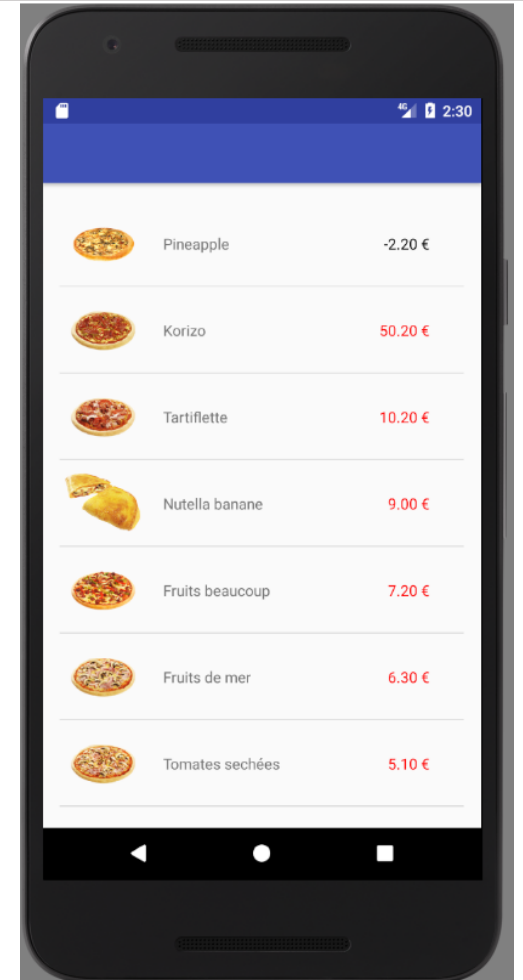 4G 2:30
Pineapple -2.20 €
Korizo 50.20 €
Tartiflette 10.20 €
Nutella banane 9.00 €
Fruits beaucoup 7.20 €
Fruits de mer 6.30 €
Tomates sechées 5.10 €